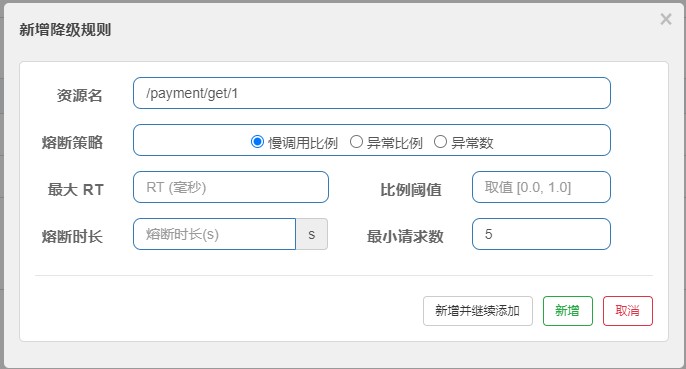 新增降级规则 ×
资源名 /payment/get/1
熔断策略 慢调用比例 异常比例 异常数
最大 RT RT (毫秒) 比例阈值 取值 [0.0, 1.0]
熔断时长 熔断时长(s) s 最小请求数 5
新增并继续添加 新增 取消